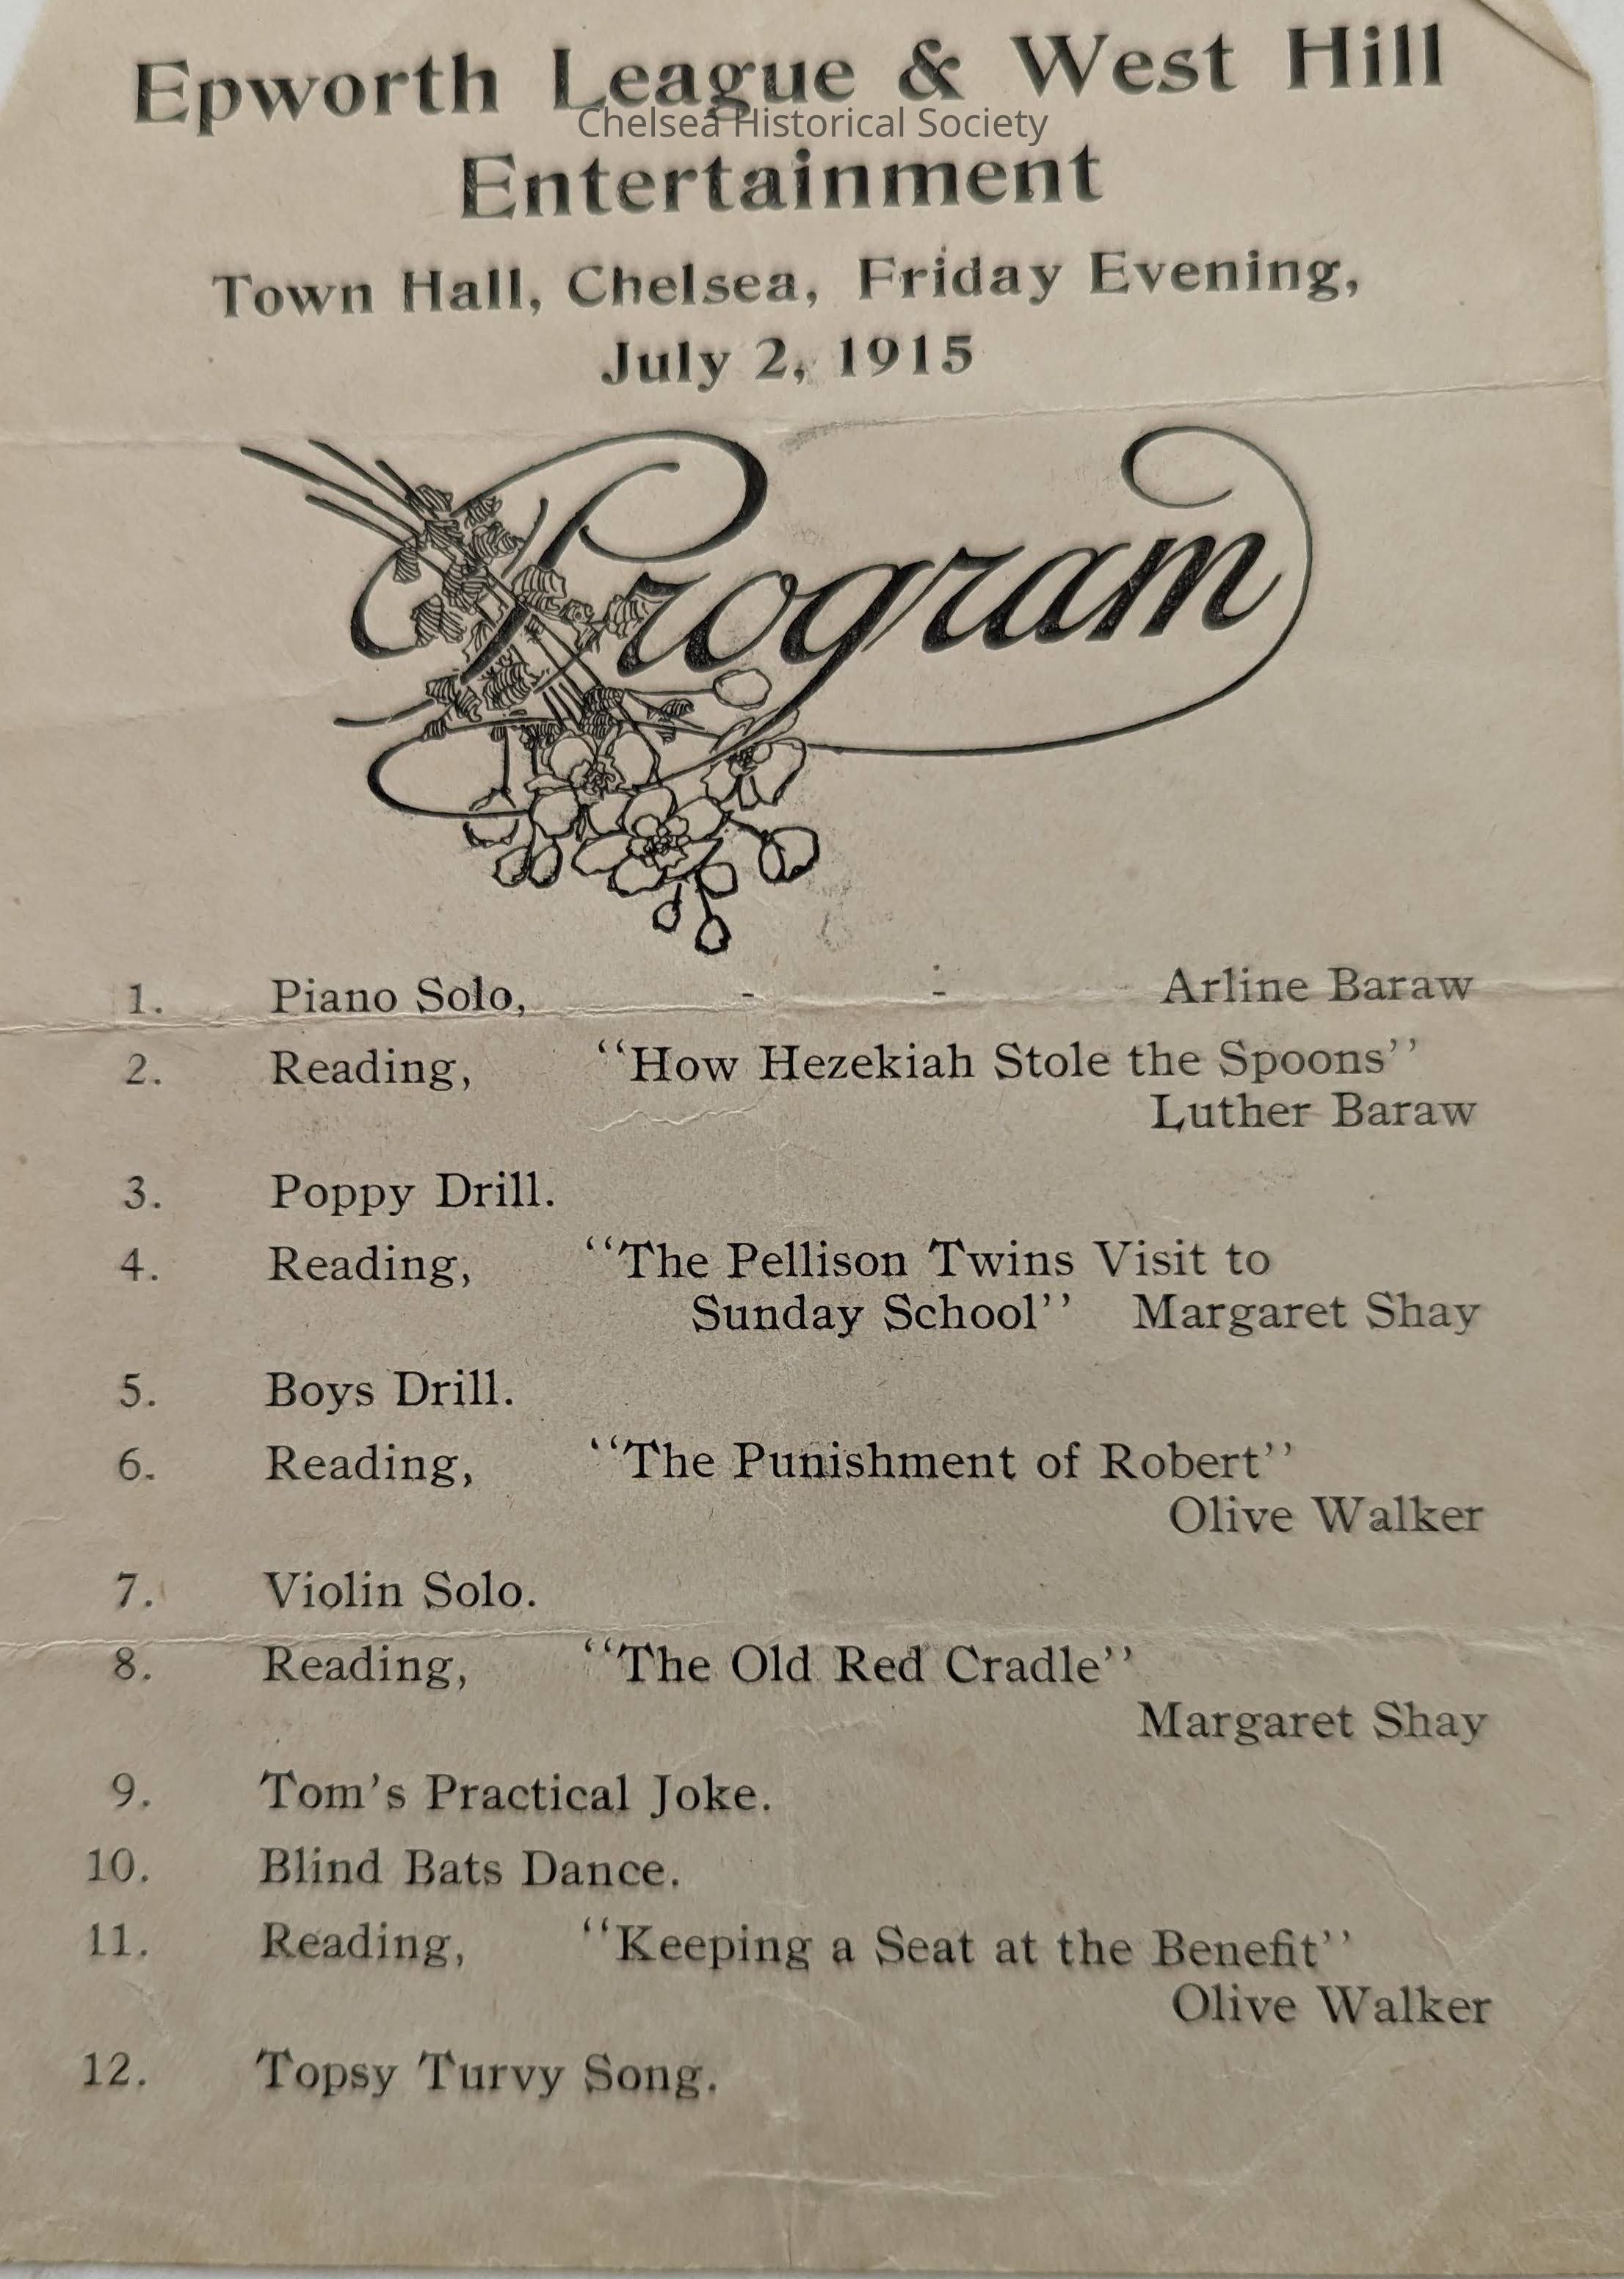 Epworth League & West Hill
Chelsea Historical Society
Entertainment
Town Hall, Chelsea, Friday Evening,
July 2, 1915
Program
1. Piano Solo, - - Arline Baraw
2. Reading, ‘‘How Hezekiah Stole the Spoons’’
Luther Baraw
3. Poppy Drill.
4. Reading, ‘‘The Pellison Twins Visit to
Sunday School’’ Margaret Shay
5. Boys Drill.
6. Reading, ‘‘The Punishment of Robert’’
Olive Walker
7. Violin Solo.
8. Reading, ‘‘The Old Red Cradle’’
Margaret Shay
9. Tom’s Practical Joke.
10. Blind Bats Dance.
11. Reading, ‘‘Keeping a Seat at the Benefit’’
Olive Walker
12. Topsy Turvy Song.